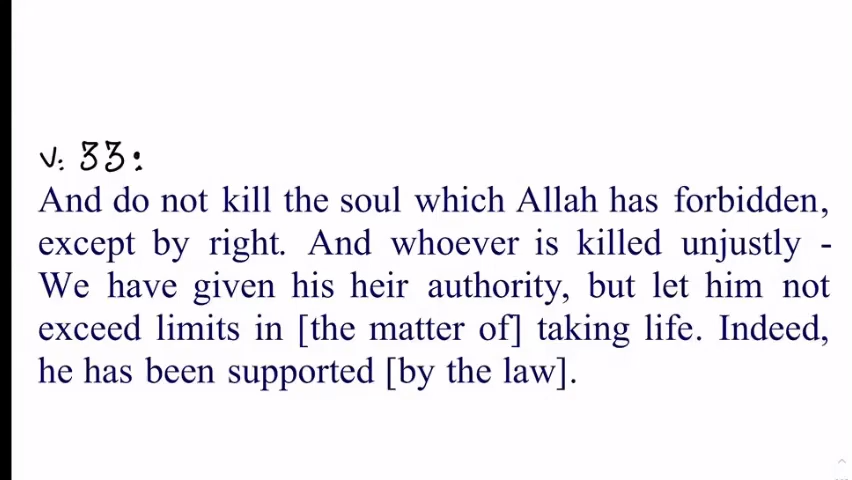 v. 33:
And do not kill the soul which Allah has forbidden,
except by right. And whoever is killed unjustly -
We have given his heir authority, but let him not
exceed limits in [the matter of] taking life. Indeed,
he has been supported [by the law].